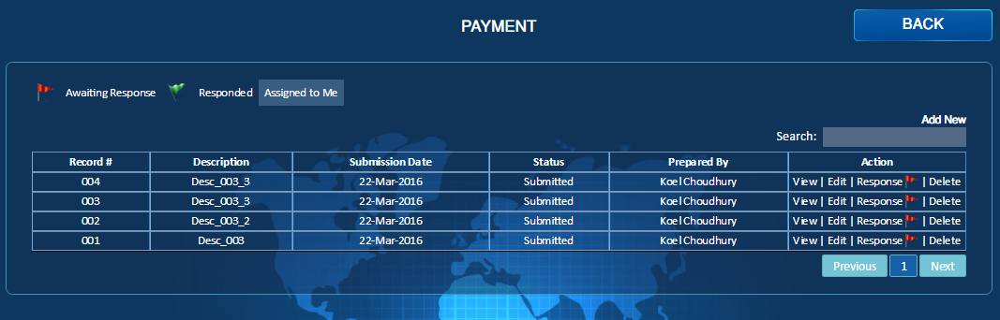 PAYMENT
BACK
Awaiting Response Responded Assigned to Me
Add New
Search:
Record # Description Submission Date Status Prepared By Action
004 Desc_003_3 22-Mar-2016 Submitted Koel Choudhury View | Edit | Response | Delete
003 Desc_003_3 22-Mar-2016 Submitted Koel Choudhury View | Edit | Response | Delete
002 Desc_003_2 22-Mar-2016 Submitted Koel Choudhury View | Edit | Response | Delete
001 Desc_003 22-Mar-2016 Submitted Koel Choudhury View | Edit | Response | Delete
Previous 1 Next